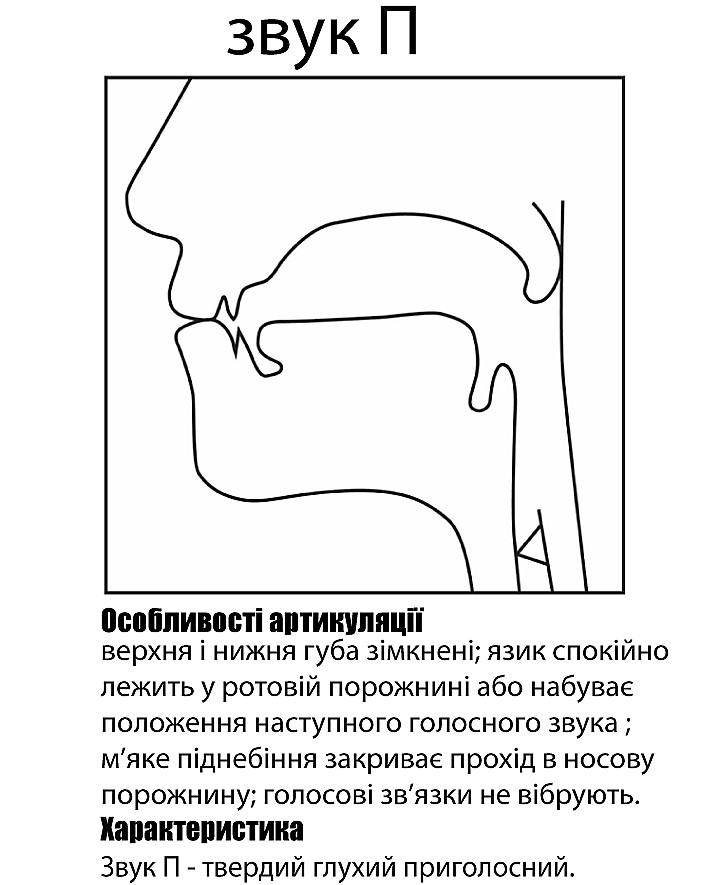 звук П
Особливості артикуляції
верхня і нижня губа зімкнені; язик спокійно
лежить у ротовій порожнині або набуває
положення наступного голосного звука ;
м’яке піднебіння закриває прохід в носову
порожнину; голосові зв’язки не вібрують.
Характеристика
Звук П - твердий глухий приголосний.